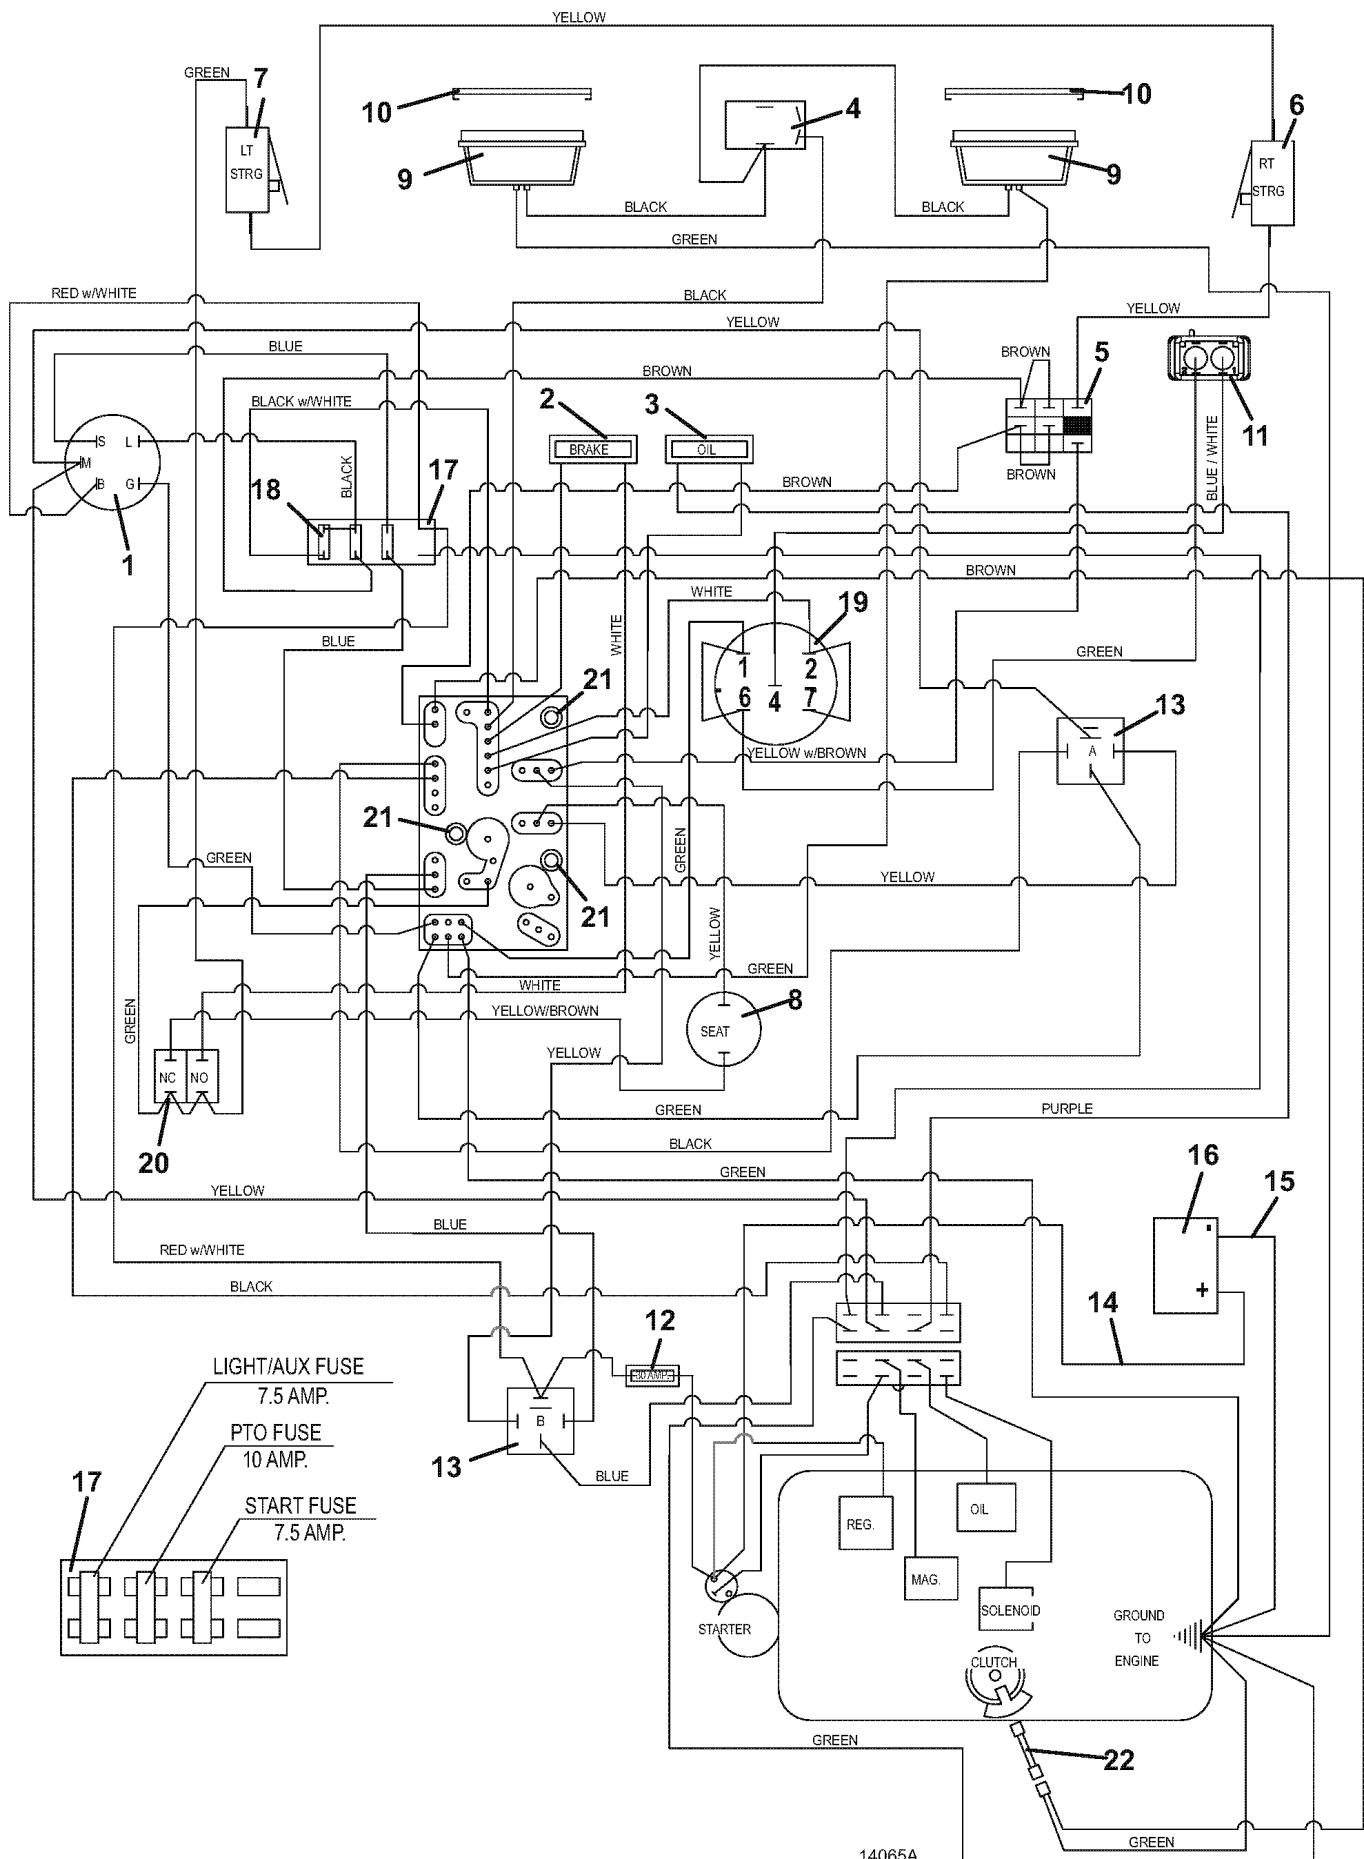 YELLOW
GREEN
7
10
4
10
6
LT
STRG
RT
STRG
9
9
BLACK
BLACK
GREEN
RED w/WHITE
BLACK
YELLOW
YELLOW
BLUE
BROWN
5
BROWN
BLACK w/WHITE
2
3
11
BRAKE
OIL
S
L
M
B
G
BLACK
18
17
BROWN
BROWN
BLUE / WHITE
1
BROWN
WHITE
19
BLUE
WHITE
GREEN
1
2
6
4
7
21
13
YELLOW w/BROWN
A
21
GREEN
GREEN
YELLOW
21
YELLOW
GREEN
WHITE
8
GREEN
YELLOW/BROWN
SEAT
YELLOW
NC
NO
GREEN
PURPLE
20
BLACK
16
GREEN
15
YELLOW
BLUE
RED w/WHITE
BLACK
+
14
12
30 AMP.
LIGHT/AUX FUSE
7.5 AMP.
B
PTO FUSE
10 AMP.
13
BLUE
17
START FUSE
7.5 AMP.
REG.
OIL
MAG.
SOLENOID
STARTER
GROUND
TO
ENGINE
CLUTCH
GREEN
22
GREEN
14065A